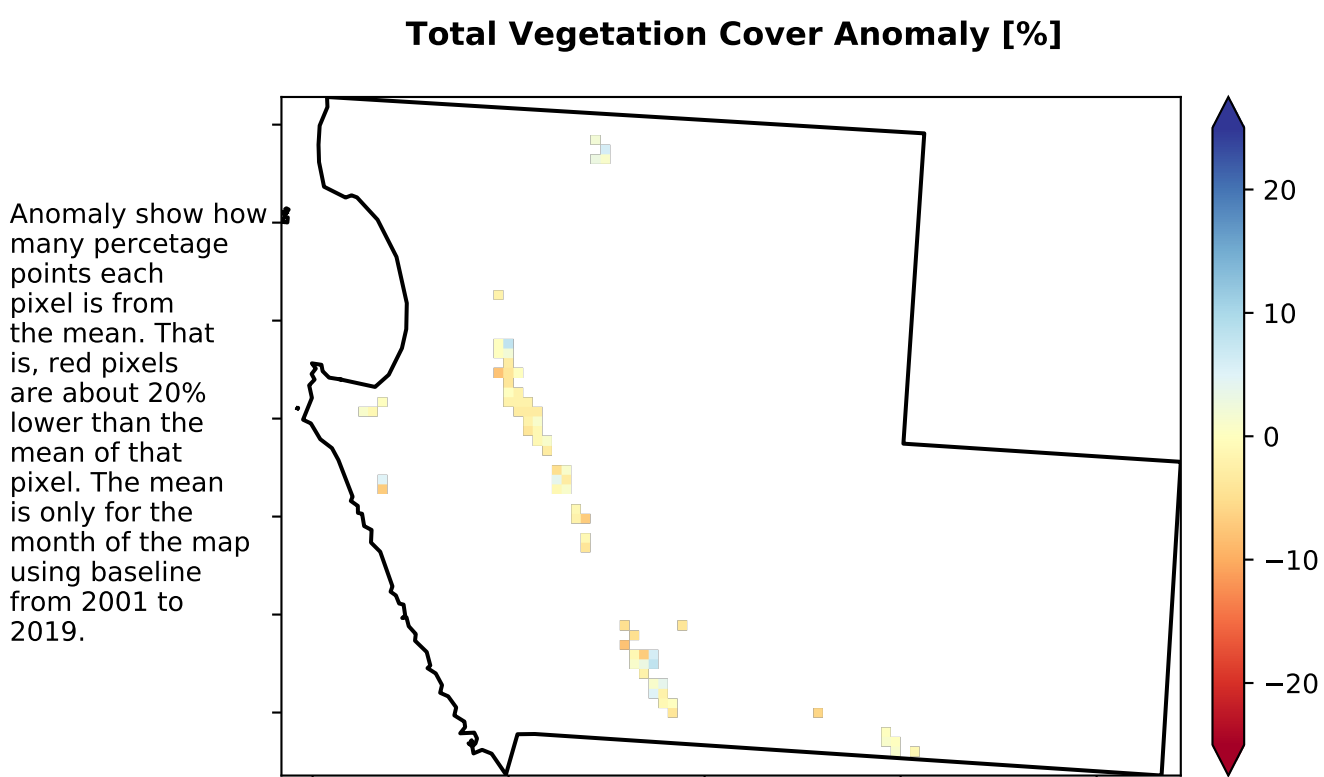 Total Vegetation Cover Anomaly [%]
Anomaly show how
many percetage
points each
pixel is from
the mean. That
is, red pixels
are about 20%
lower than the
mean of that
pixel. The mean
is only for the
month of the map
using baseline
from 2001 to
2019.
20
10
0
−10
−20